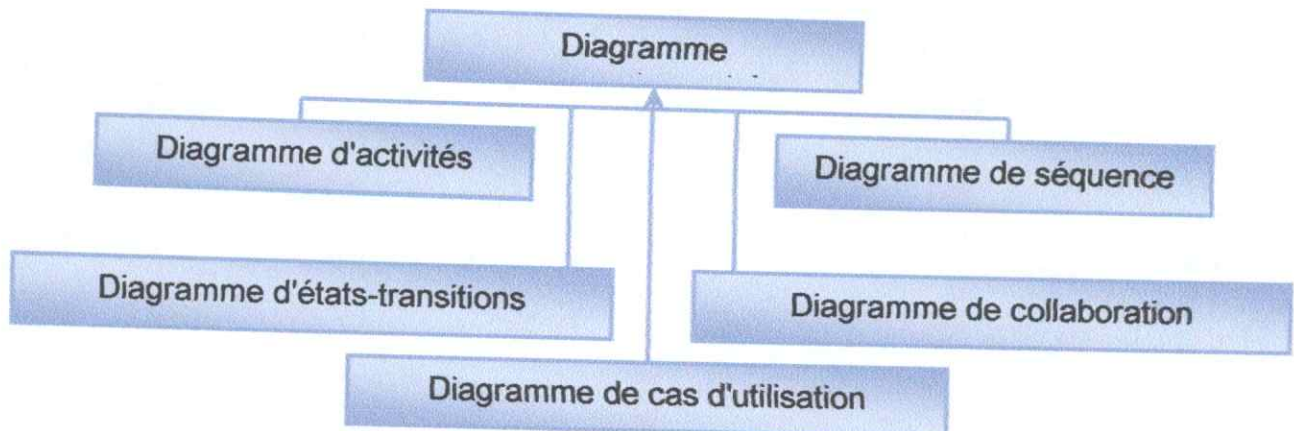 Diagramme
Diagramme d'activités
Diagramme de séquence
Diagramme d'états-transitions
Diagramme de collaboration
Diagramme de cas d'utilisation